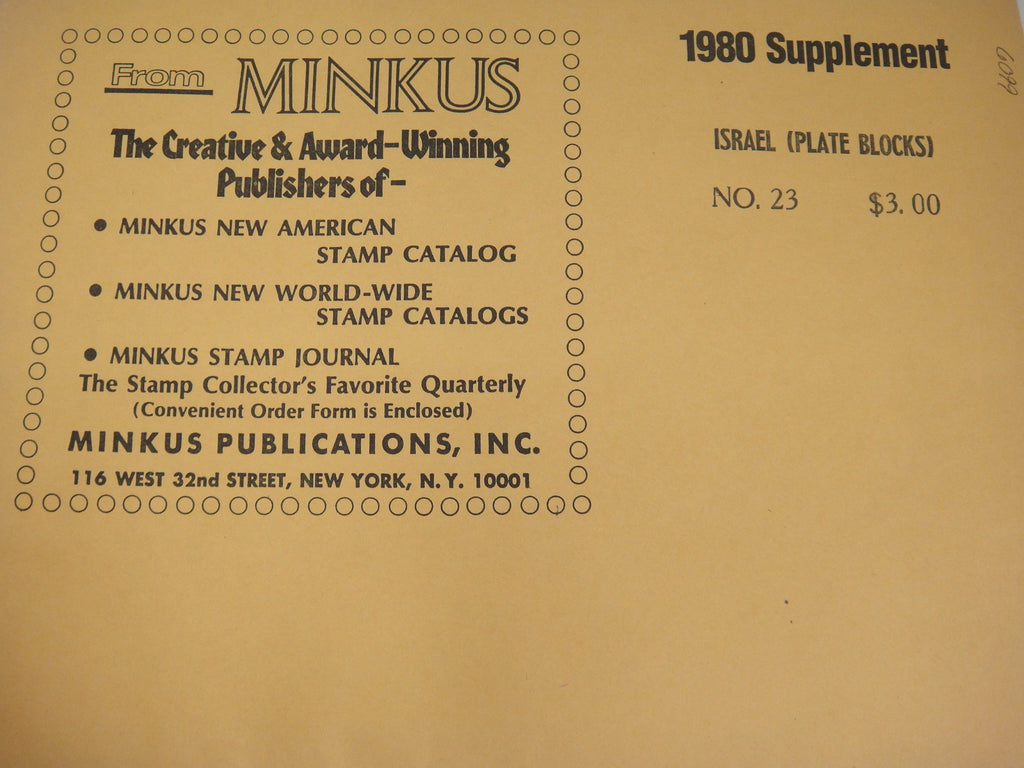 From MINKUS
The Creative & Award-Winning
Publishers of-
• MINKUS NEW AMERICAN
STAMP CATALOG
• MINKUS NEW WORLD-WIDE
STAMP CATALOGS
• MINKUS STAMP JOURNAL
The Stamp Collector's Favorite Quarterly
(Convenient Order Form is Enclosed)
MINKUS PUBLICATIONS, INC.
116 WEST 32nd STREET, NEW YORK, N.Y. 10001
1980 Supplement
ISRAEL (PLATE BLOCKS)
NO. 23 $3.00